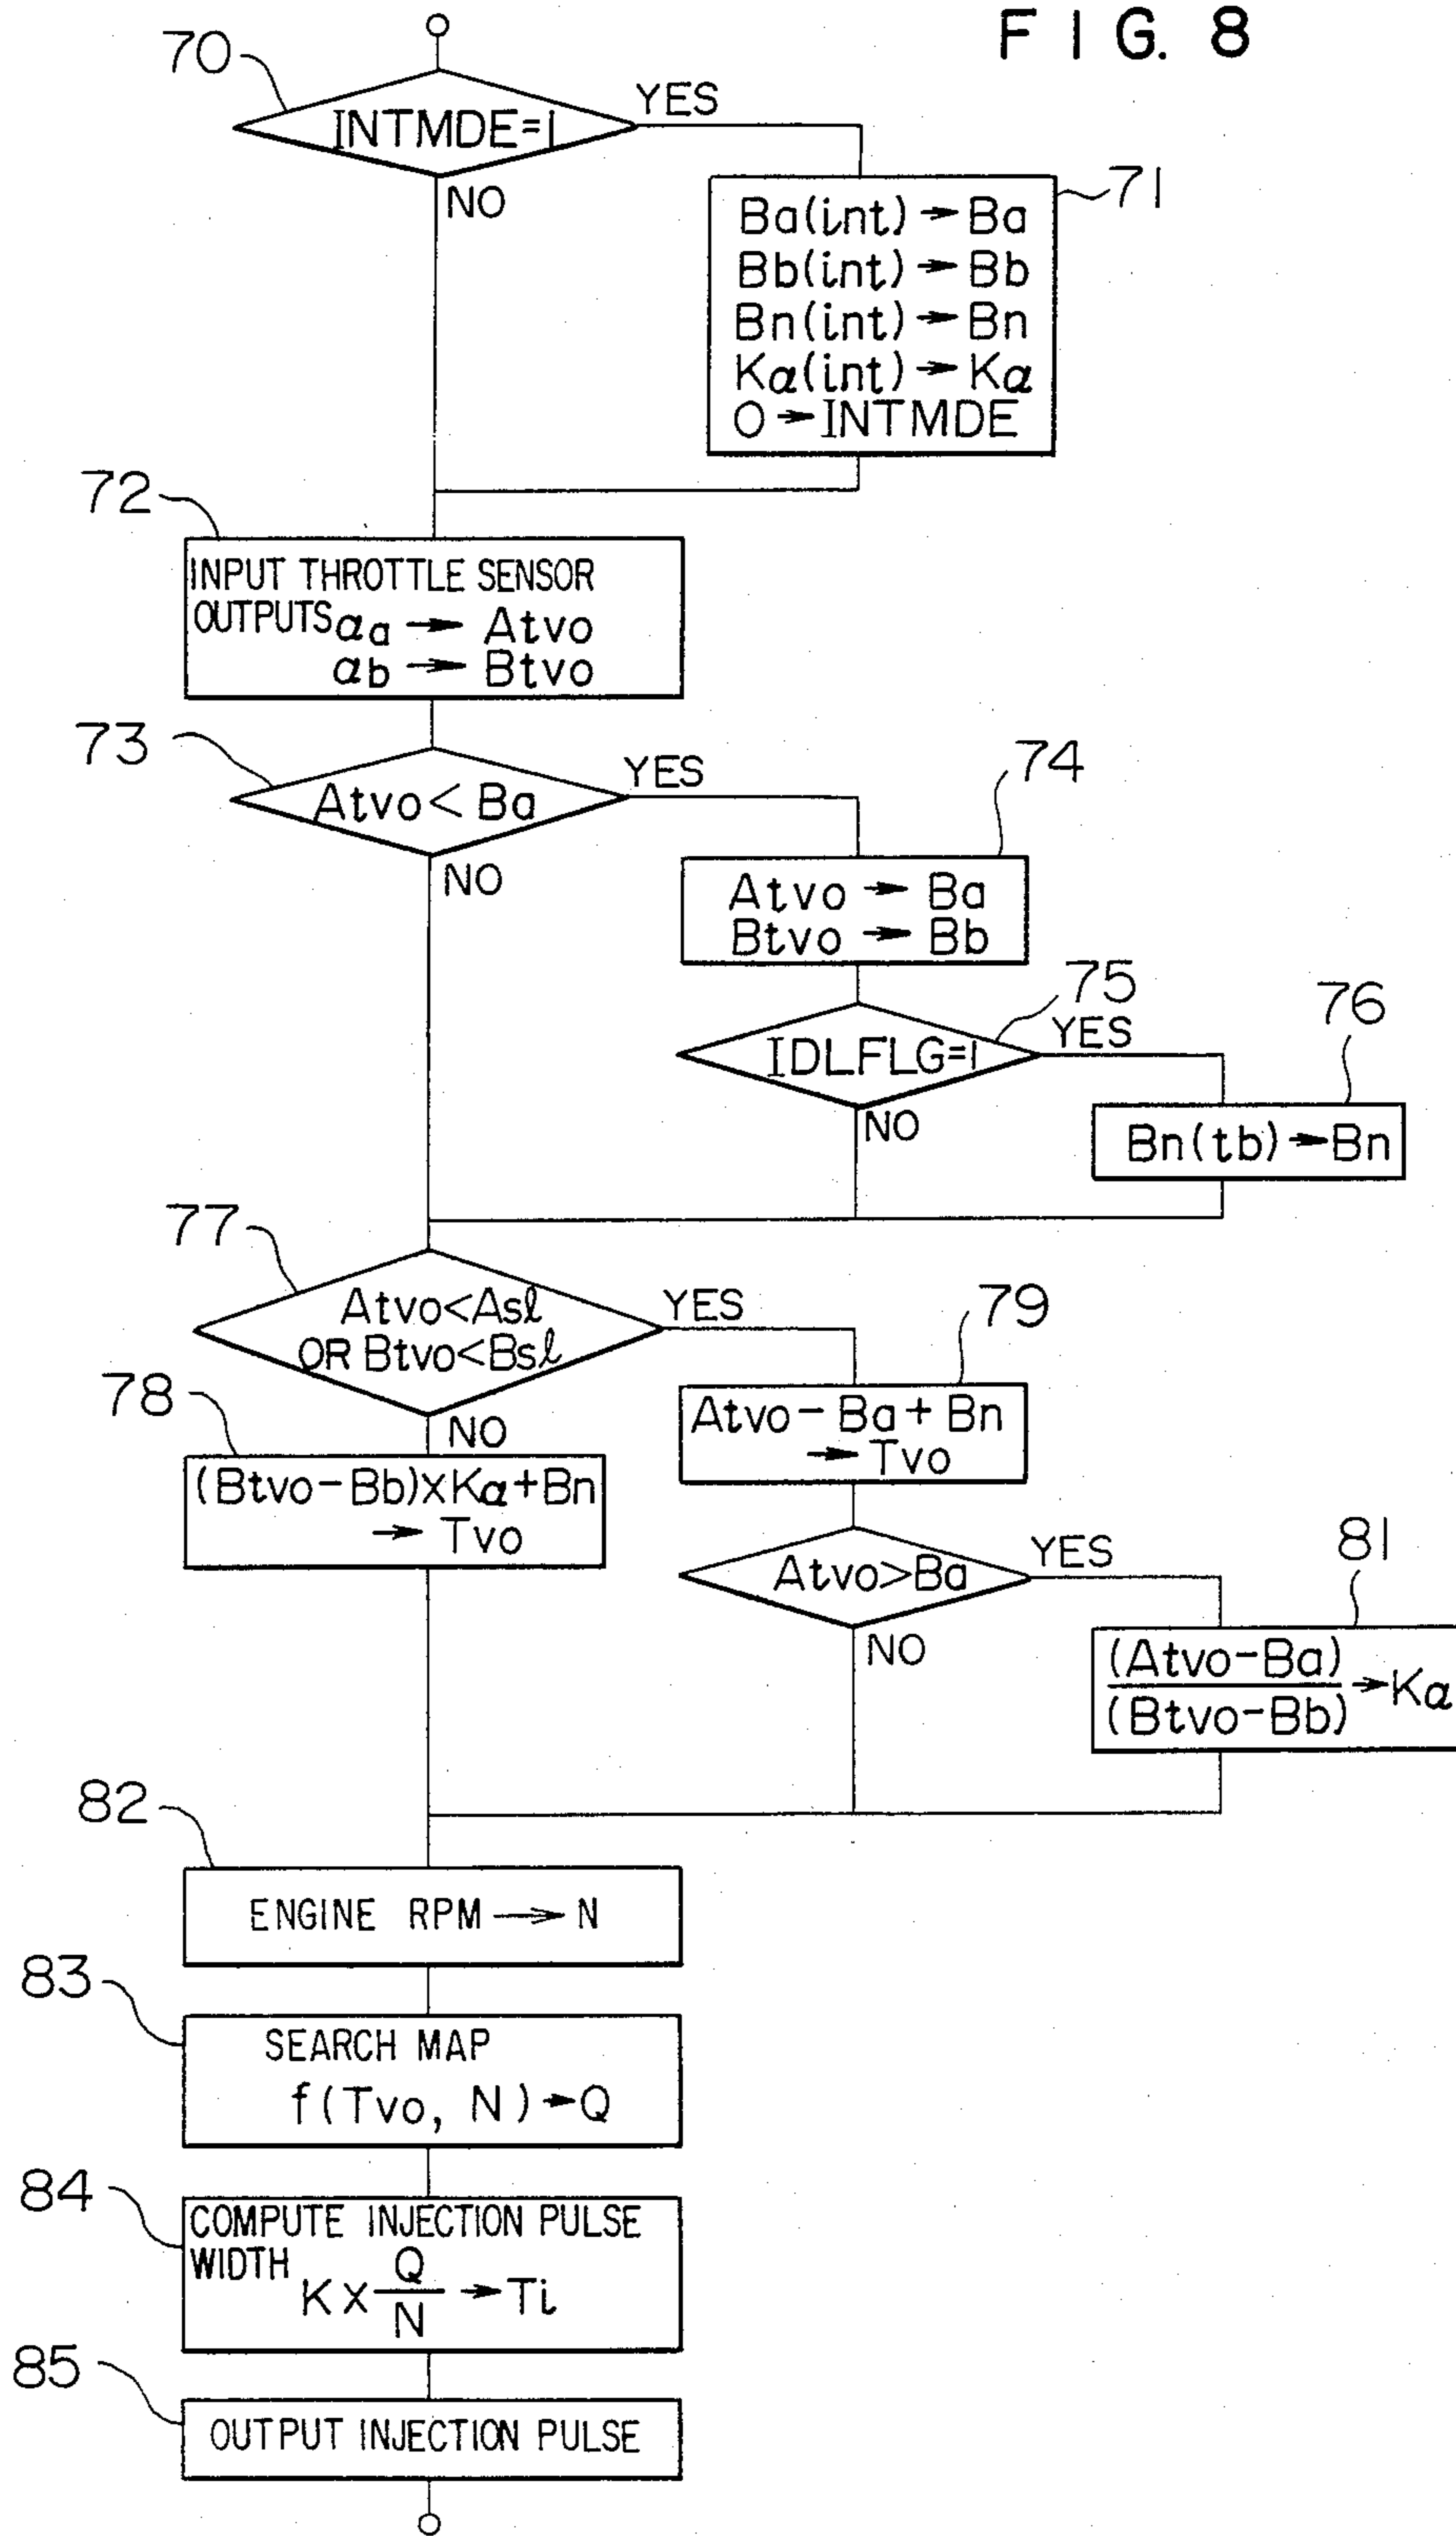 FIG. 8
70
INTMDE=1
YES
NO
71
Ba(int) → Ba
Bb(int) → Bb
Bn(int) → Bn
Kα(int) → Kα
0 → INTMDE
72
INPUT THROTTLE SENSOR
OUTPUTS αa → Atvo
αb → Btvo
73
Atvo < Ba
YES
NO
74
Atvo → Ba
Btvo → Bb
75
IDLFLG=1
YES
NO
76
Bn(tb) → Bn
77
Atvo<Asℓ
OR Btvo<Bsℓ
YES
NO
78
(Btvo-Bb)×Kα+Bn
→ Tvo
79
Atvo-Ba+Bn
→ Tvo
Atvo>Ba
YES
NO
81
(Atvo-Ba)
(Btvo-Bb) → Kα
82
ENGINE RPM → N
83
SEARCH MAP
f(Tvo, N) → Q
84
COMPUTE INJECTION PULSE
WIDTH
K × Q/N → Ti
85
OUTPUT INJECTION PULSE